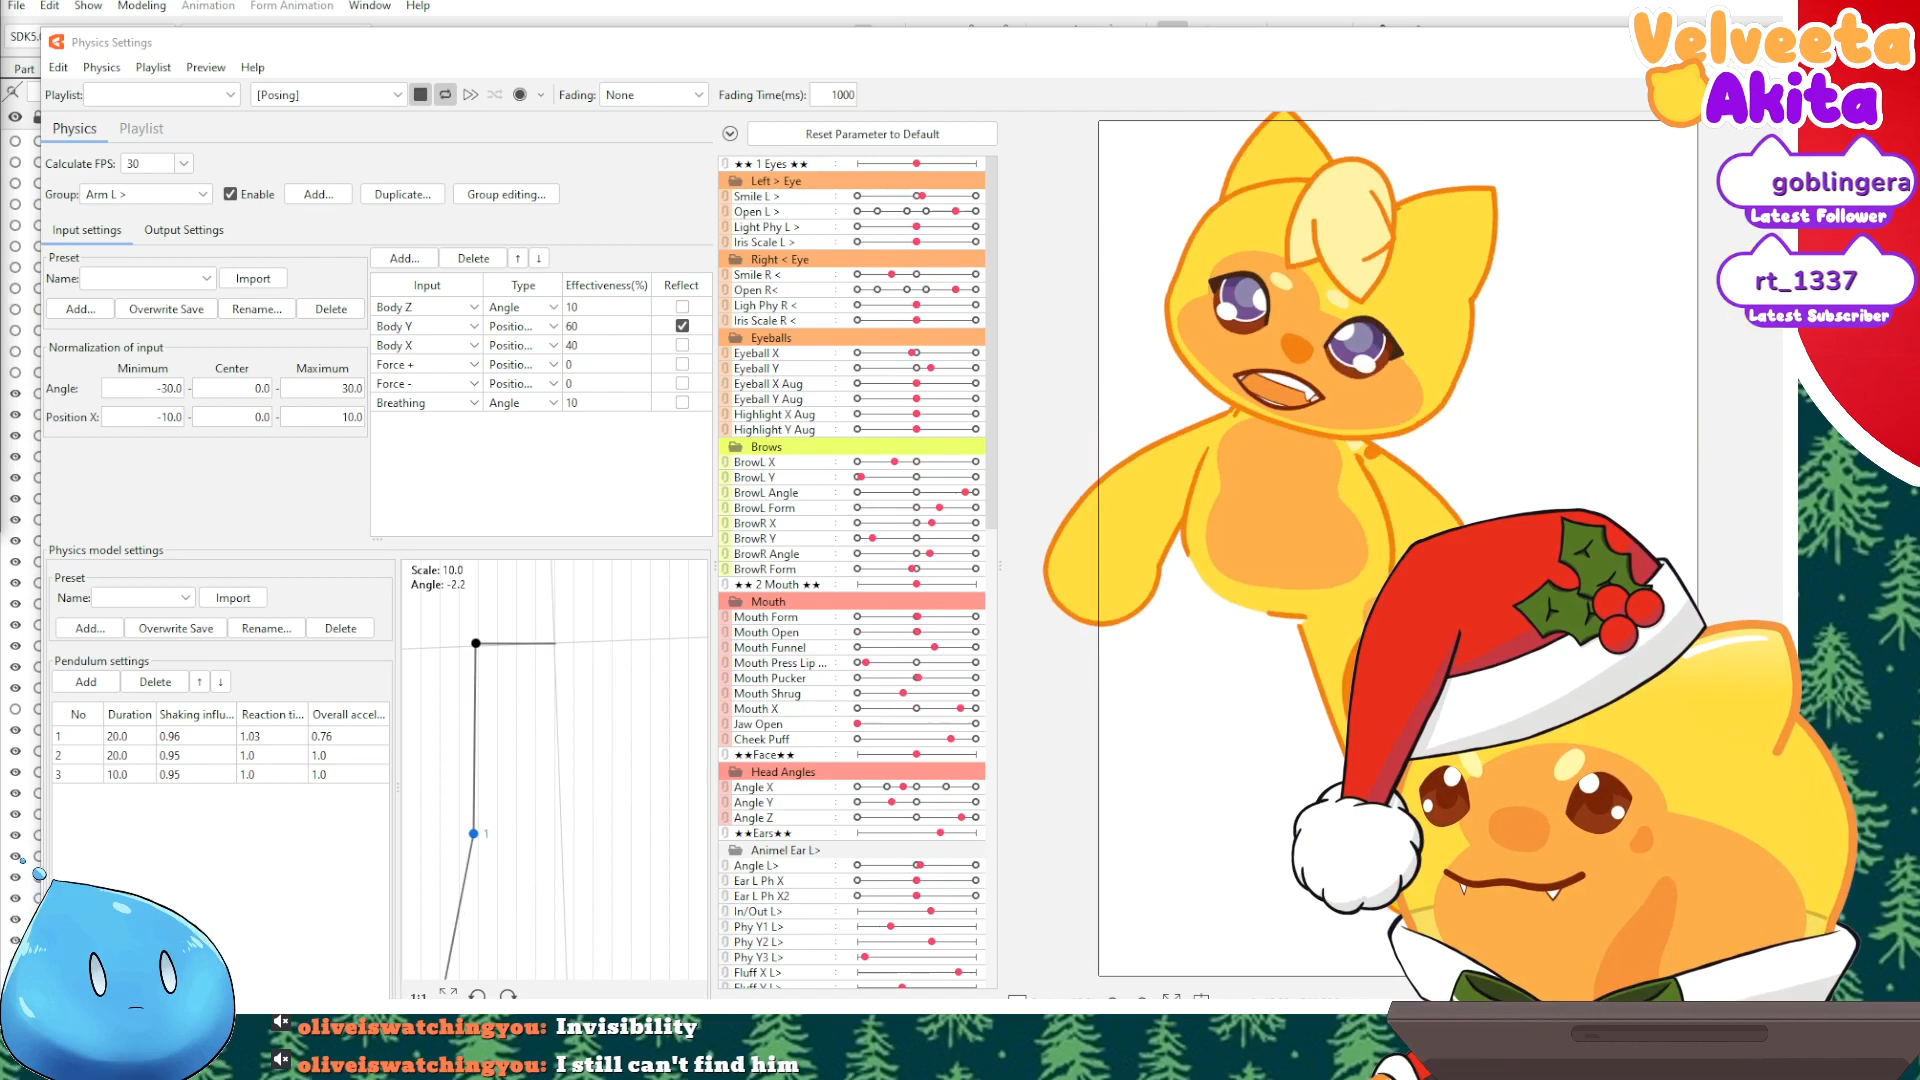 File Edit Show Modeling Animation Form Animation Window Help
SDK5.
Part
Physics Settings
Edit Physics Playlist Preview Help
Playlist: [Posing] Fading: None Fading Time(ms): 1000
Physics Playlist
Calculate FPS: 30
Group: Arm L > Enable Add... Duplicate... Group editing...
Input settings Output Settings
Preset
Name: Import
Add... Overwrite Save Rename... Delete
Normalization of input
Minimum Center Maximum
Angle: -30.0 - 0.0 - 30.0
Position X: -10.0 - 0.0 - 10.0
Add... Delete ↑ ↓
Input Type Effectiveness(%) Reflect
Body Z Angle 10
Body Y Positio... 60
Body X Positio... 40
Force + Positio... 0
Force - Positio... 0
Breathing Angle 10
Physics model settings
Preset
Name: Import
Add... Overwrite Save Rename... Delete
Pendulum settings
Add Delete ↑ ↓
No Duration Shaking influ... Reaction ti... Overall accel...
1 20.0 0.96 1.03 0.76
2 20.0 0.95 1.0 1.0
3 10.0 0.95 1.0 1.0
Scale: 10.0
Angle: -2.2
1
1:1
Reset Parameter to Default
★★ 1 Eyes ★★ :
Left > Eye
Smile L > :
Open L > :
Light Phy L > :
Iris Scale L > :
Right < Eye
Smile R < :
Open R< :
Ligh Phy R < :
Iris Scale R < :
Eyeballs
Eyeball X :
Eyeball Y :
Eyeball X Aug :
Eyeball Y Aug :
Highlight X Aug :
Highlight Y Aug :
Brows
BrowL X :
BrowL Y :
BrowL Angle :
BrowL Form :
BrowR X :
BrowR Y :
BrowR Angle :
BrowR Form :
★★ 2 Mouth ★★ :
Mouth
Mouth Form :
Mouth Open :
Mouth Funnel :
Mouth Press Lip ... :
Mouth Pucker :
Mouth Shrug :
Mouth X :
Jaw Open :
Cheek Puff :
★★Face★★ :
Head Angles
Angle X :
Angle Y :
Angle Z :
★★Ears★★ :
Animel Ear L>
Angle L> :
Ear L Ph X :
Ear L Ph X2 :
In/Out L> :
Phy Y1 L> :
Phy Y2 L> :
Phy Y3 L> :
Fluff X L> :
Fluff Y L> :
Velveeta
Akita
goblingera
Latest Follower
rt_1337
Latest Subscriber
oliveiswatchingyou: Invisibility
oliveiswatchingyou: I still can't find him